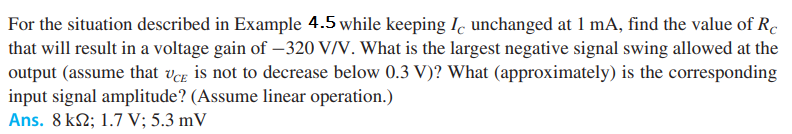 For the situation described in Example 4.5 while keeping I_C unchanged at 1 mA, find the value of R_C
that will result in a voltage gain of −320 V/V. What is the largest negative signal swing allowed at the
output (assume that v_CE is not to decrease below 0.3 V)? What (approximately) is the corresponding
input signal amplitude? (Assume linear operation.)
Ans. 8 kΩ; 1.7 V; 5.3 mV